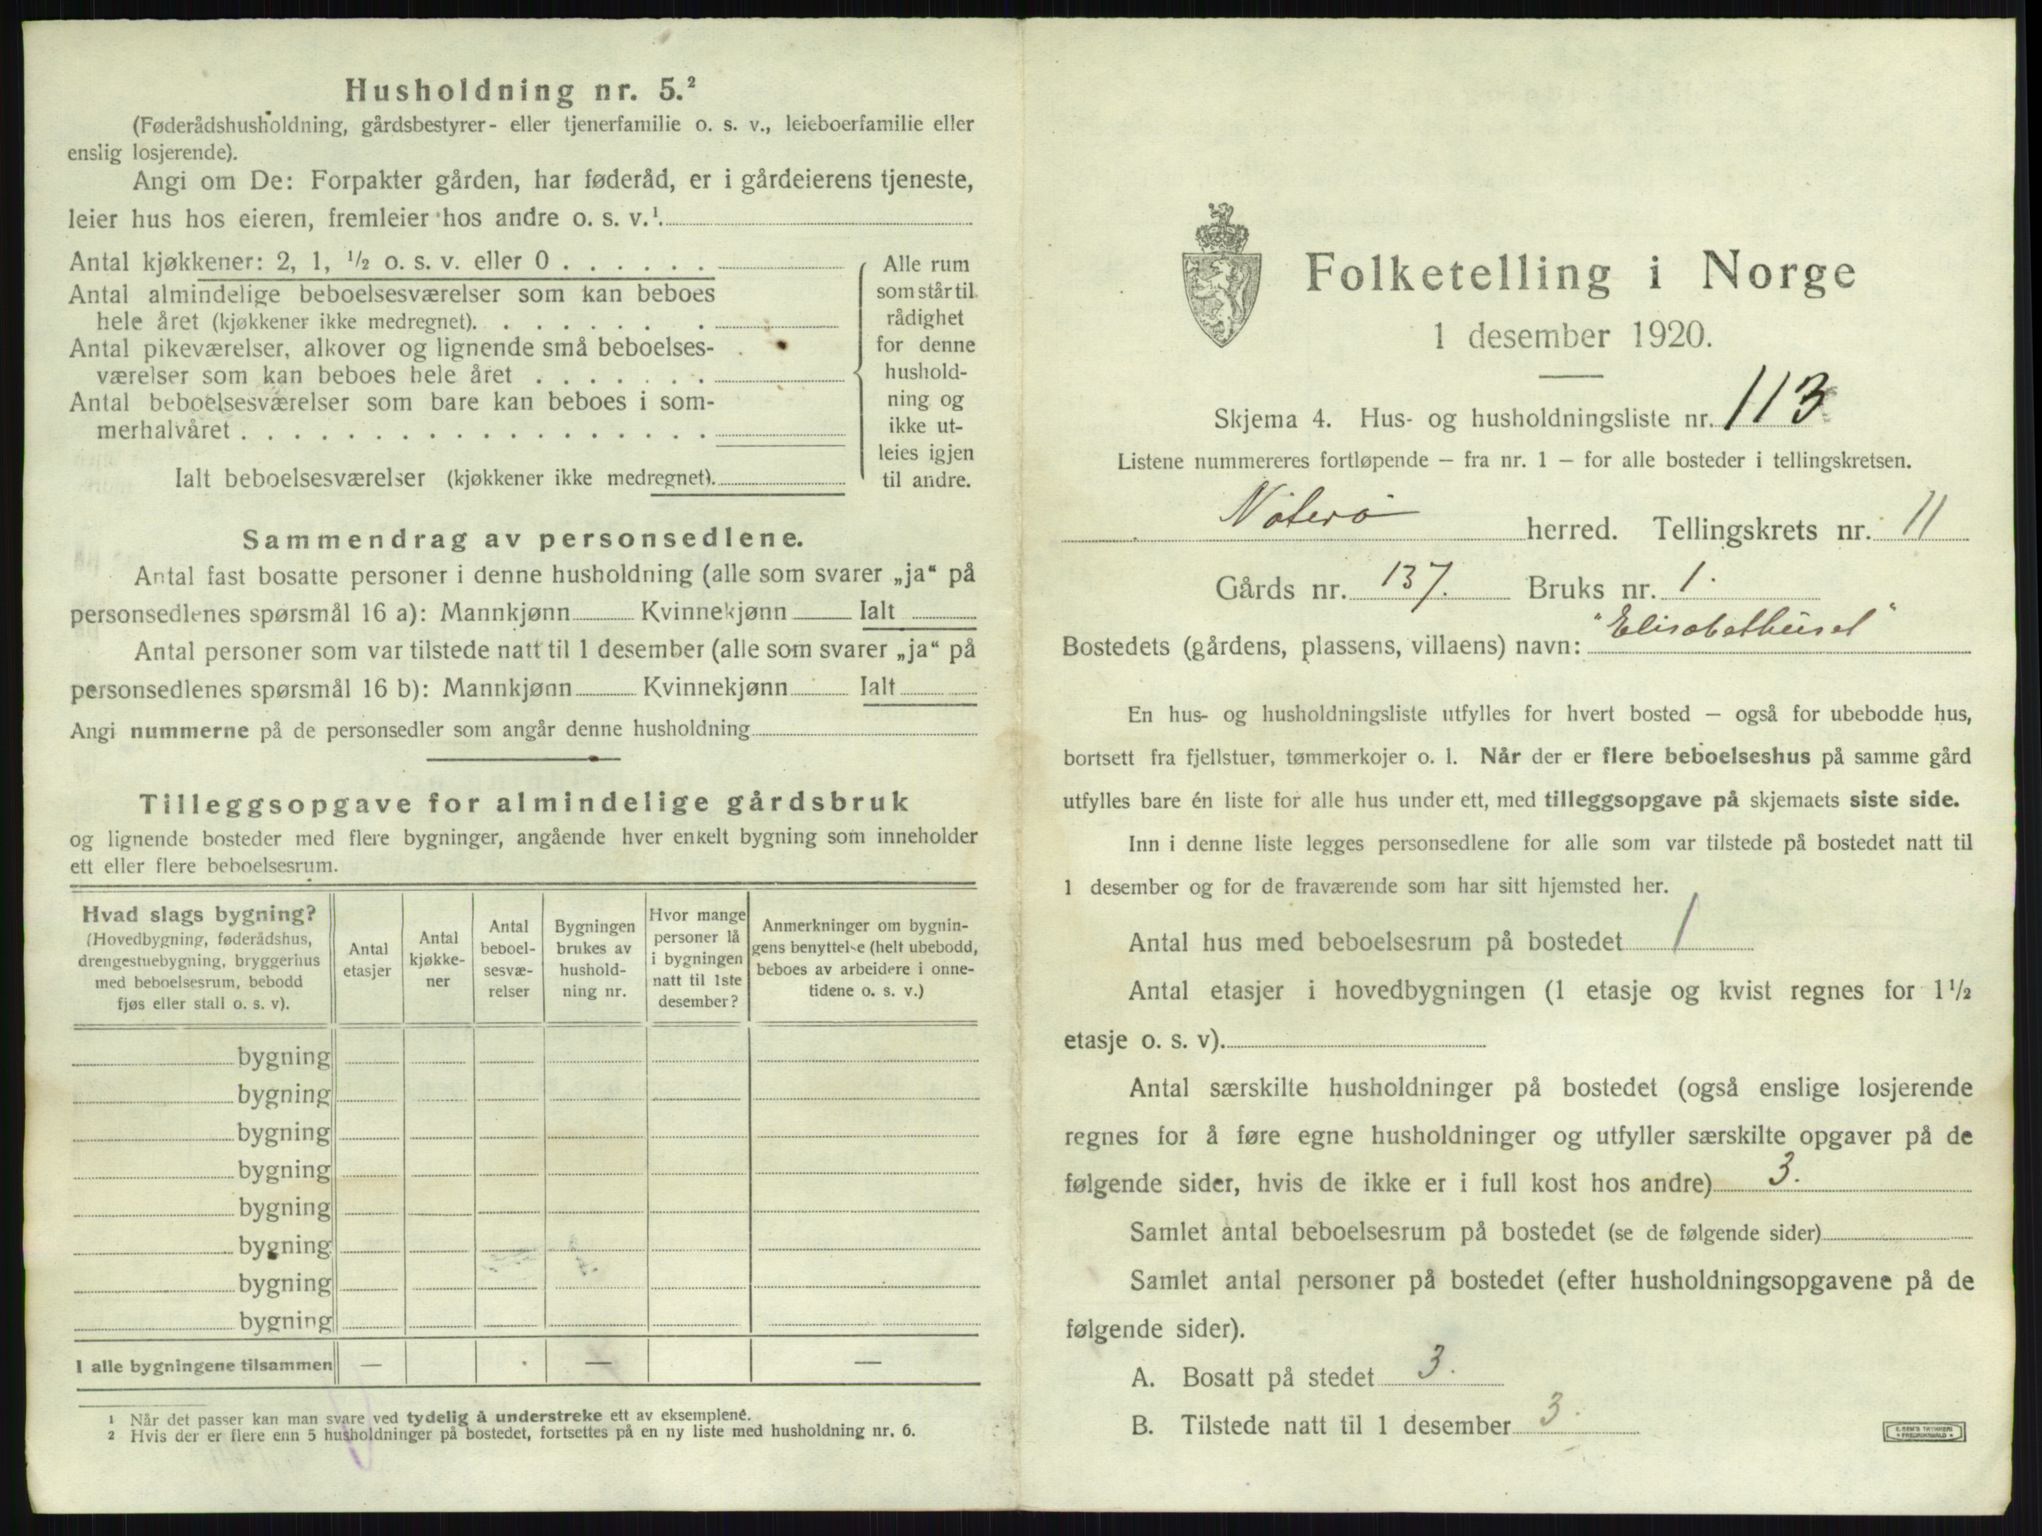 Husholdning nr. 5.²
(Føderådshusholdning, gårdsbestyrer- eller tjenerfamilie o. s. v., leieboerfamilie eller
enslig losjerende).
Angi om De: Forpakter gården, har føderåd, er i gårdeierens tjeneste,
leier hus hos eieren, fremleier hos andre o. s. v.¹
Antal kjøkkener: 2, 1, ½ o. s. v. eller 0 . . . . . .
Antal almindelige beboelsesværelser som kan beboes
hele året (kjøkkener ikke medregnet). . . . . . . .
Antal pikeværelser, alkover og lignende små beboelses-
værelser som kan beboes hele året . . . . . . .
Antal beboelsesværelser som bare kan beboes i som-
merhalvåret . . . . . . . . . . . . . . . . . .
Ialt beboelsesværelser (kjøkkener ikke medregnet).
Alle rum
som står til
rådighet
for denne
hushold-
ning og
ikke ut-
leies igjen
til andre.
Sammendrag av personsedlene.
Antal fast bosatte personer i denne husholdning (alle som svarer „ja“ på
personsedlenes spørsmål 16 a): Mannkjønn Kvinnekjønn Ialt
Antal personer som var tilstede natt til 1 desember (alle som svarer „ja“ på
personsedlenes spørsmål 16 b): Mannkjønn Kvinnekjønn Ialt
Angi nummerne på de personsedler som angår denne husholdning
Tilleggsopgave for almindelige gårdsbruk
og lignende bosteder med flere bygninger, angående hver enkelt bygning som inneholder
ett eller flere beboelsesrum.
Hvad slags bygning?
(Hovedbygning, føderådshus,
drengestuebygning, bryggerhus
med beboelsesrum, bebodd
fjøs eller stall o. s. v).
Antal
etasjer
Antal
kjøkke-
ner
Antal
beboel-
sesvæ-
relser
Bygningen
brukes av
hushold-
ning nr.
Hvor mange
personer lå
i bygningen
natt til 1ste
desember?
Anmerkninger om bygnin-
gens benyttelse (helt ubebodd,
beboes av arbeidere i onne-
tidene o. s. v.)
bygning
bygning
bygning
bygning
bygning
bygning
bygning
bygning
I alle bygningene tilsammen — — —
1 Når det passer kan man svare ved tydelig å understreke ett av eksemplene.
2 Hvis der er flere enn 5 husholdninger på bostedet, fortsettes på en ny liste med husholdning nr. 6.
Folketelling i Norge
1 desember 1920.
Skjema 4. Hus- og husholdningsliste nr. 113
Listene nummereres fortløpende – fra nr. 1 – for alle bosteder i tellingskretsen.
Nøterø herred. Tellingskrets nr. 11
Gårds nr. 137. Bruks nr. 1.
Bostedets (gårdens, plassens, villaens) navn: "Elisabethuset"
En hus- og husholdningsliste utfylles for hvert bosted – også for ubebodde hus,
bortsett fra fjellstuer, tømmerkojer o. l. Når der er flere beboelseshus på samme gård
utfylles bare én liste for alle hus under ett, med tilleggsopgave på skjemaets siste side.
Inn i denne liste legges personsedlene for alle som var tilstede på bostedet natt til
1 desember og for de fraværende som har sitt hjemsted her.
Antal hus med beboelsesrum på bostedet 1
Antal etasjer i hovedbygningen (1 etasje og kvist regnes for 1½
etasje o. s. v).
Antal særskilte husholdninger på bostedet (også enslige losjerende
regnes for å føre egne husholdninger og utfyller særskilte opgaver på de
følgende sider, hvis de ikke er i full kost hos andre) 3.
Samlet antal beboelsesrum på bostedet (se de følgende sider)
Samlet antal personer på bostedet (efter husholdningsopgavene på de
følgende sider).
A. Bosatt på stedet 3.
B. Tilstede natt til 1 desember 3.